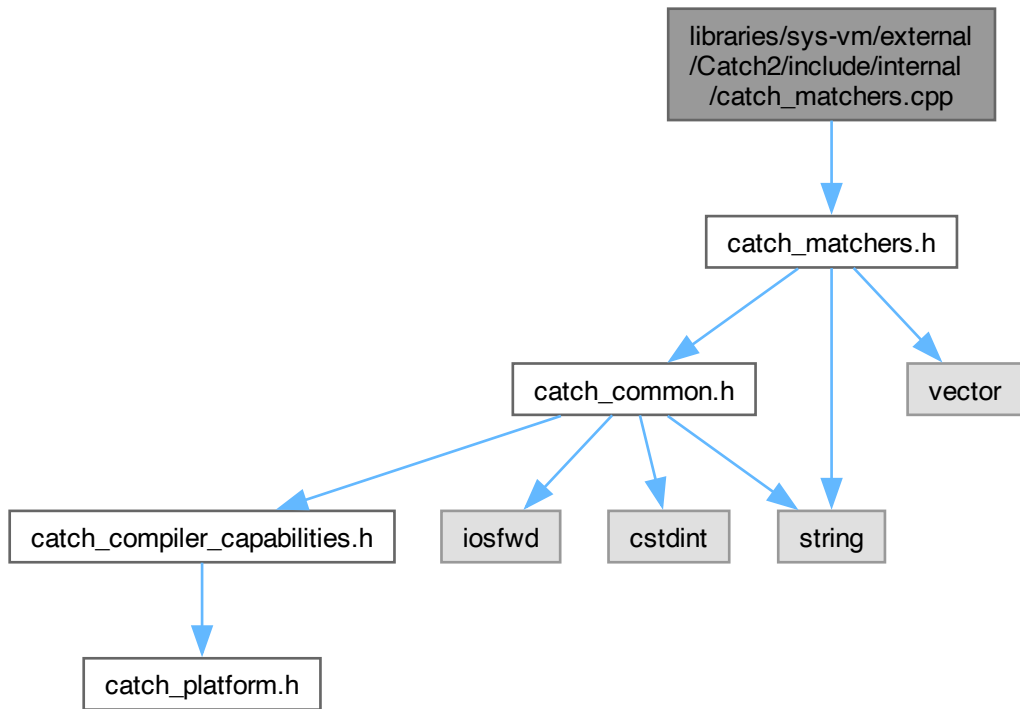 libraries/sys-vm/external
/Catch2/include/internal
/catch_matchers.cpp
catch_matchers.h
catch_common.h
vector
catch_compiler_capabilities.h
iosfwd
cstdint
string
catch_platform.h